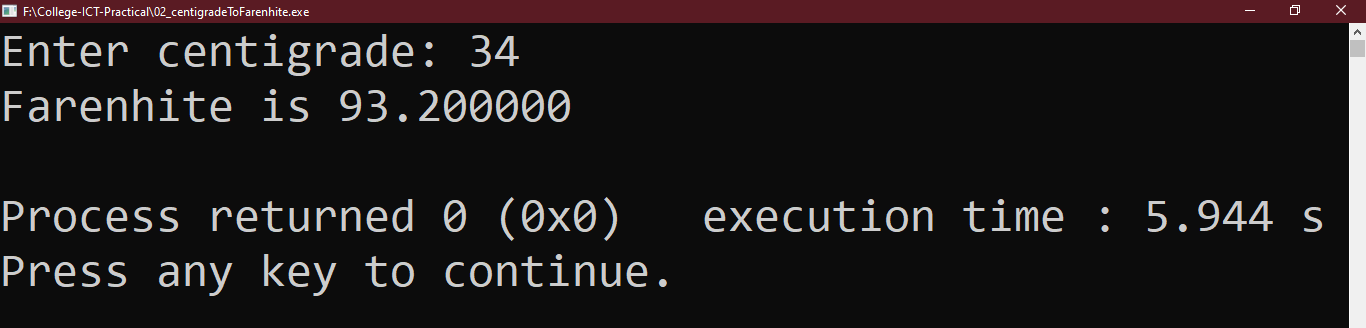 F:\College-ICT-Practical\02_centigradeToFarenhite.exe
Enter centigrade: 34
Farenhite is 93.200000
Process returned 0 (0x0)   execution time : 5.944 s
Press any key to continue.